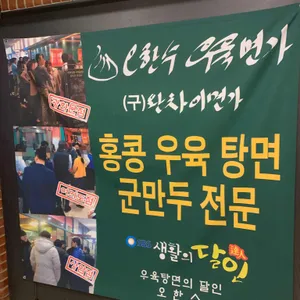 오한수 우육면가
(구)완차이면가
홍콩 우육 탕면
군만두 전문
SBS 생활의 달인
우육탕면의 달인
오 한 수